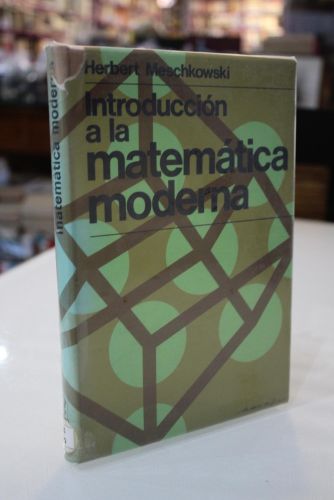 Herbert Meschkowski
Introducción
a la
matemática
moderna
matemática moderna